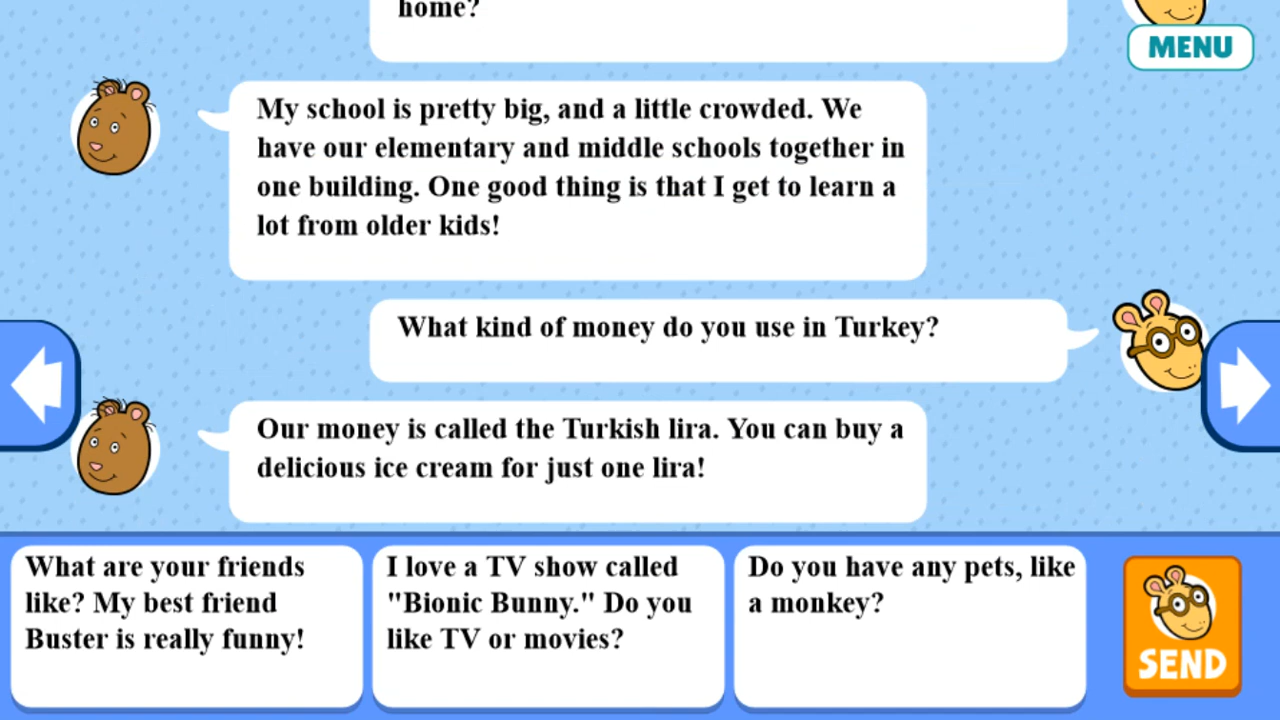 home?
MENU
My school is pretty big, and a little crowded. We
have our elementary and middle schools together in
one building. One good thing is that I get to learn a
lot from older kids!
What kind of money do you use in Turkey?
Our money is called the Turkish lira. You can buy a
delicious ice cream for just one lira!
What are your friends
like? My best friend
Buster is really funny!
I love a TV show called
"Bionic Bunny." Do you
like TV or movies?
Do you have any pets, like
a monkey?
SEND